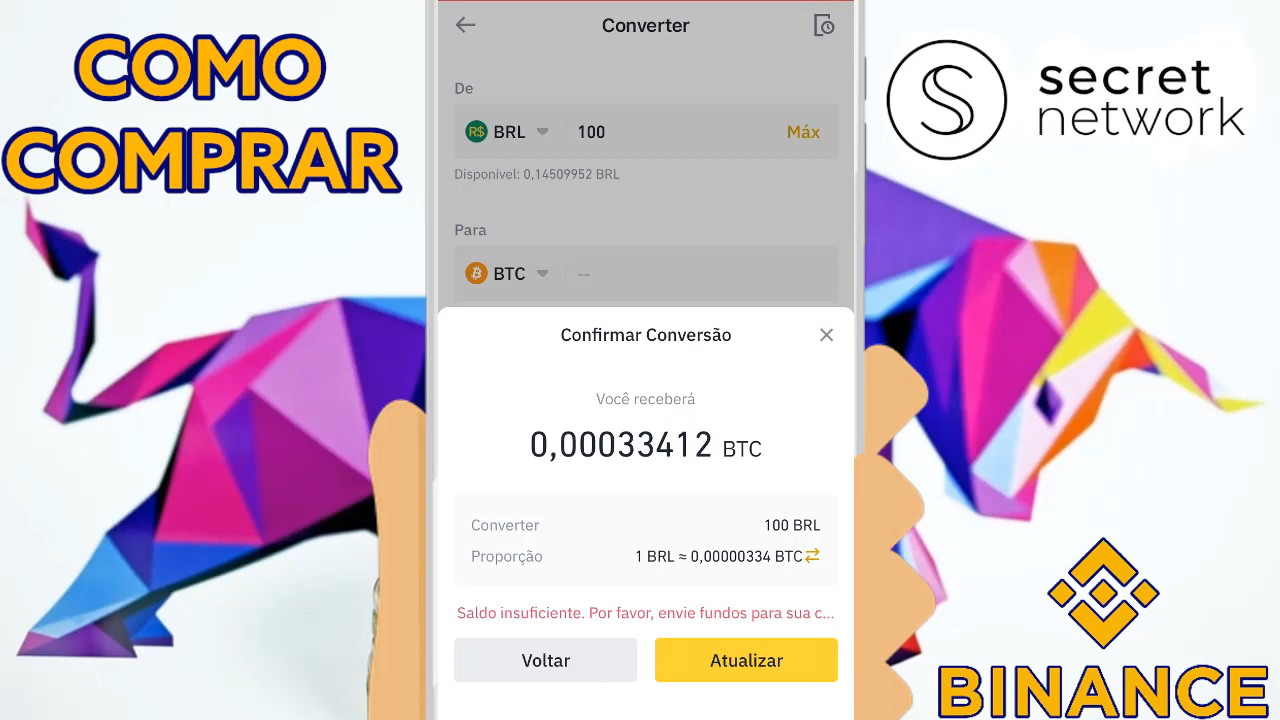 COMO
COMPRAR
Converter
De
R$ BRL 100 Máx
Disponível: 0,14509952 BRL
Para
BTC --
Confirmar Conversão
Você receberá
0,00033412 BTC
Converter 100 BRL
Proporção 1 BRL ≈ 0,00000334 BTC
Saldo insuficiente. Por favor, envie fundos para sua c...
Voltar Atualizar
secret
network
BINANCE